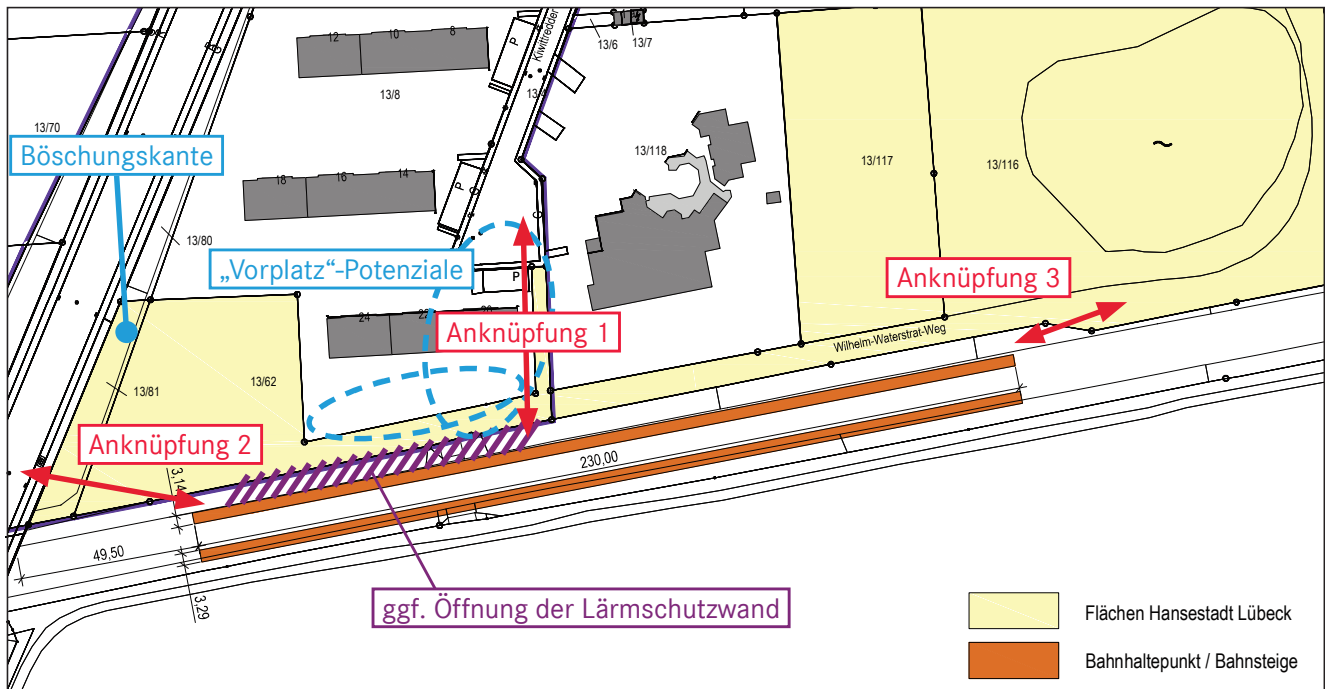 12
10
8
P
Kiwittredder
13/6
13/7
13/8
13/4
13/70
Böschungskante
13/118
13/117
13/116
18
16
14
P
13/80
„Vorplatz“-Potenziale
P
Anknüpfung 3
24
22
20
Anknüpfung 1
Wilhelm-Waterstrat-Weg
13/81
13/62
Anknüpfung 2
3,14
230,00
49,50
3,29
ggf. Öffnung der Lärmschutzwand
Flächen Hansestadt Lübeck
Bahnhaltepunkt / Bahnsteige